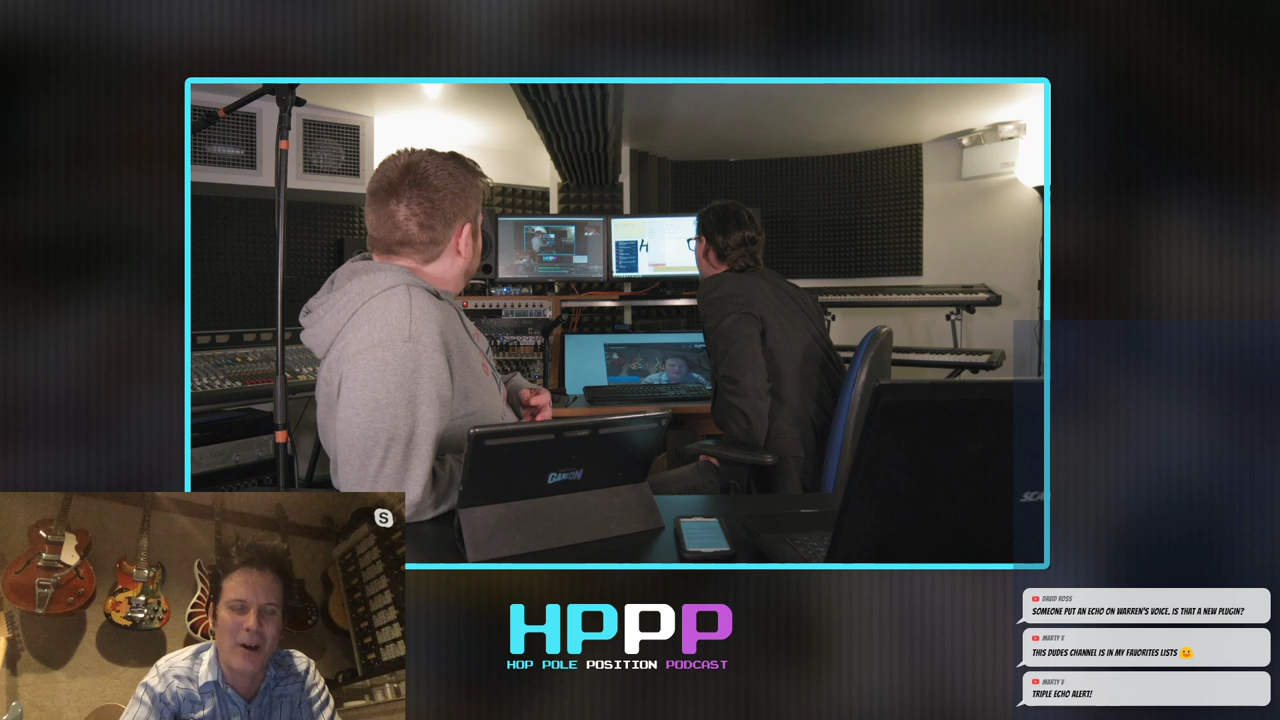 GAMON
S
HPPP
HOP POLE POSITION PODCAST
DAVID ROSS
SOMEONE PUT AN ECHO ON WARREN'S VOICE. IS THAT A NEW PLUGIN?
MARTY V
THIS DUDES CHANNEL IS IN MY FAVORITES LISTS
MARTY V
TRIPLE ECHO ALERT!